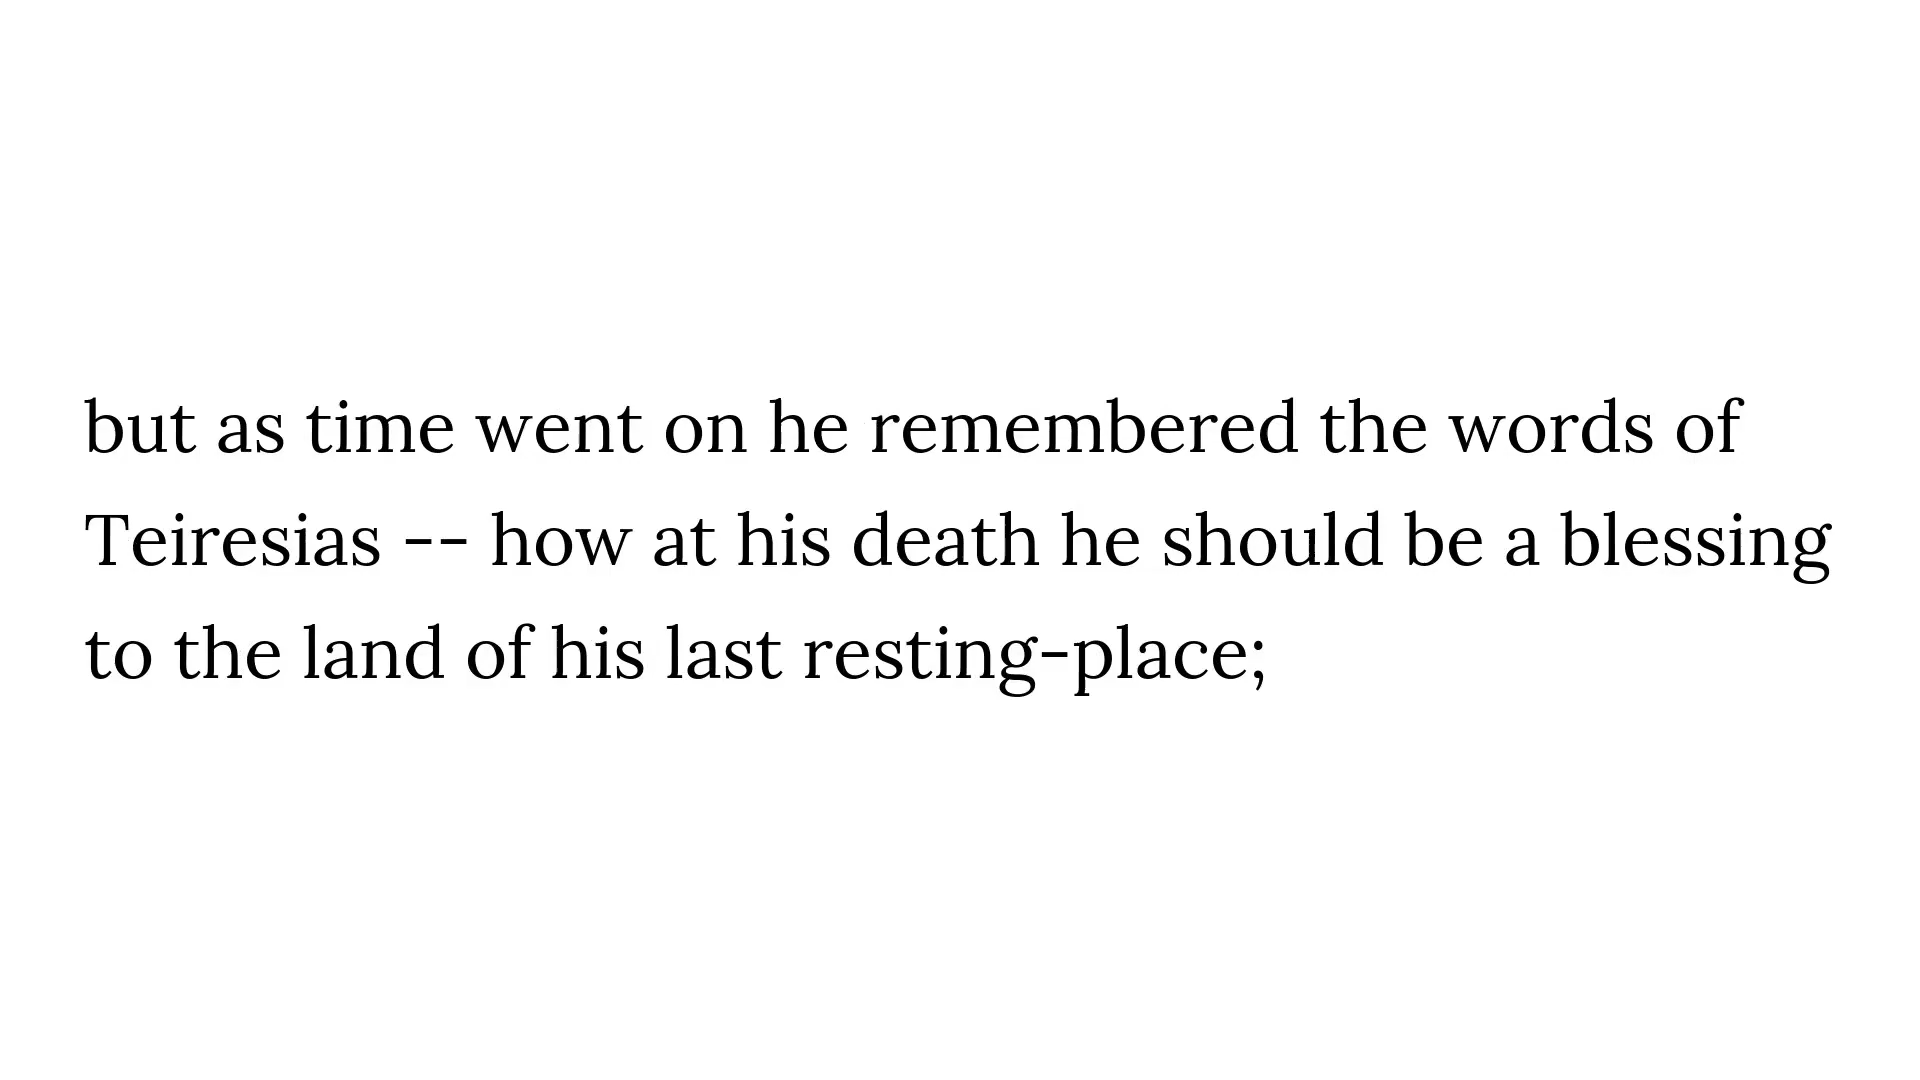 but as time went on he remembered the words of
Teiresias -- how at his death he should be a blessing
to the land of his last resting-place;